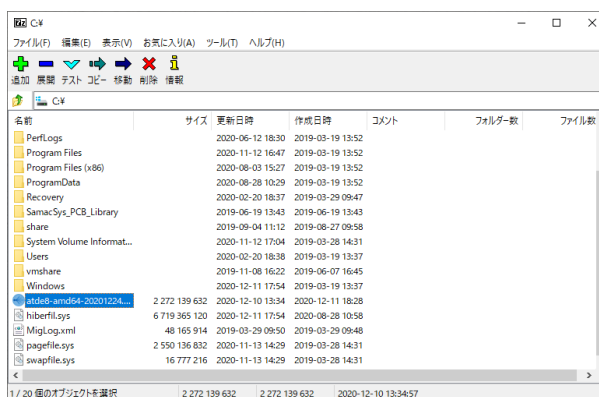 7z C:¥
ファイル(F) 編集(E) 表示(V) お気に入り(A) ツール(T) ヘルプ(H)
追加 展開 テスト コピー 移動 削除 情報
C:¥
名前 サイズ 更新日時 作成日時 コメント フォルダー数 ファイル数
PerfLogs 2020-06-12 18:30 2019-03-19 13:52
Program Files 2020-11-12 16:47 2019-03-19 13:52
Program Files (x86) 2020-08-03 15:27 2019-03-19 13:52
ProgramData 2020-08-28 10:29 2019-03-19 13:52
Recovery 2020-02-20 18:37 2019-03-29 09:47
SamacSys_PCB_Library 2019-06-19 13:43 2019-06-19 13:43
share 2019-09-04 11:12 2019-08-27 09:58
System Volume Informat... 2020-11-12 17:04 2019-03-28 14:31
Users 2020-02-20 18:38 2019-03-19 13:37
vmshare 2019-11-08 16:22 2019-06-07 16:45
Windows 2020-12-11 17:54 2019-03-19 13:37
atde8-amd64-20201224.... 2 272 139 632 2020-12-10 13:34 2020-12-11 18:28
hiberfil.sys 6 719 365 120 2020-12-11 17:54 2020-08-28 10:58
MigLog.xml 48 165 914 2019-03-29 09:50 2019-03-29 09:48
pagefile.sys 2 550 136 832 2020-11-13 14:29 2019-03-28 14:31
swapfile.sys 16 777 216 2020-11-13 14:29 2019-03-28 14:31
1 / 20 個のオブジェクトを選択 2 272 139 632 2 272 139 632 2020-12-10 13:34:57